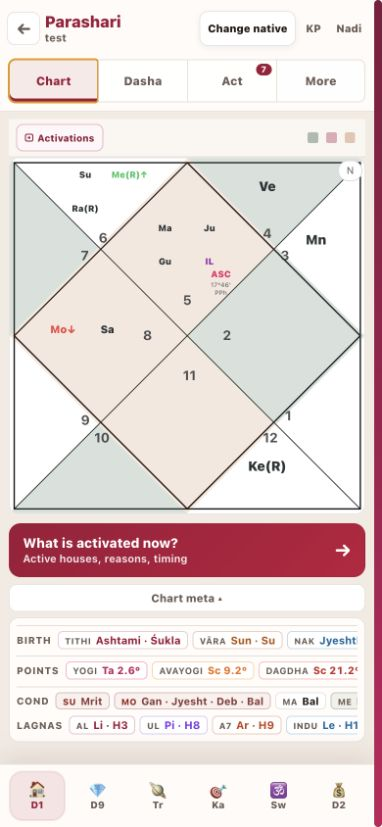 Parashari
test
Change native
KP
Nadi
Chart
Dasha
Act
7
More
Activations
N
Su Me(R)↑
Ve
Ra(R)
Ma Ju
6
4
Mn
7
3
Gu IL
ASC
17°46'
PPh
5
Mo↓ Sa 8
2
11
9
1
10
12
Ke(R)
What is activated now?
Active houses, reasons, timing
→
Chart meta
BIRTH TITHI Ashtami · Śukla VĀRA Sun · Su NAK Jyesht
POINTS YOGI Ta 2.6° AVAYOGI Sc 9.2° DAGDHA Sc 21.2°
COND SU Mrit MO Gan · Jyesht · Deb · Bal MA Bal ME
LAGNAS AL Li · H3 UL Pi · H8 A7 Ar · H9 INDU Le · H1
D1
D9
Tr
Ka
ॐ
Sw
D2